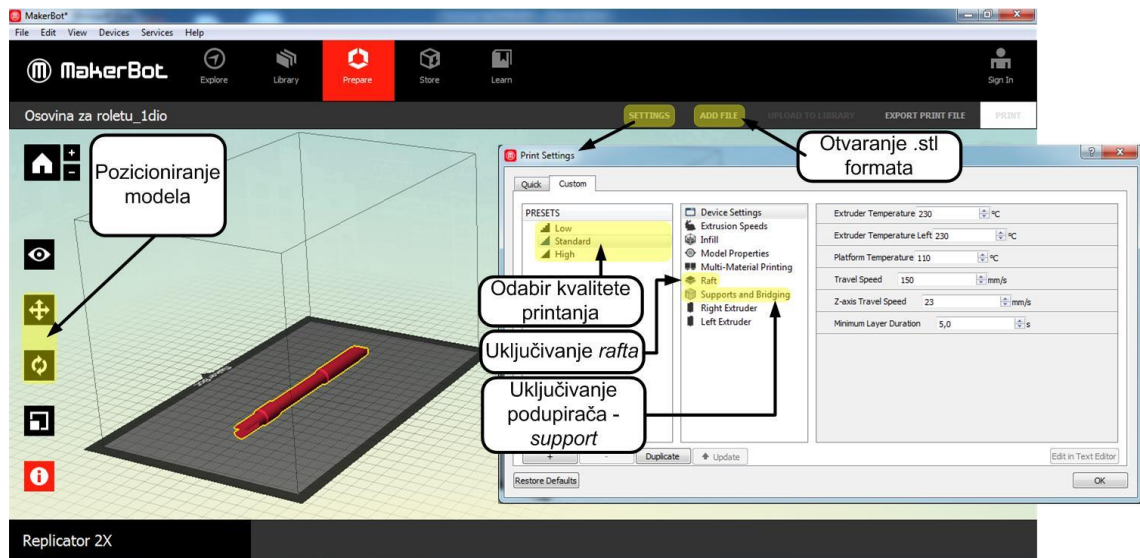 MakerBot*
File Edit View Devices Services Help
MakerBot
Explore
Library
Prepare
Store
Learn
Sign In
Osovina za roletu_1dio
SETTINGS
ADD FILE
UPLOAD TO LIBRARY
EXPORT PRINT FILE
PRINT
Pozicioniranje
modela
Otvaranje .stl
formata
Print Settings
Quick
Custom
PRESETS
Low
Standard
High
Odabir kvalitete
printanja
Uključivanje rafta
Uključivanje
podupirača -
support
Device Settings
Extrusion Speeds
Infill
Model Properties
Multi-Material Printing
Raft
Supports and Bridging
Right Extruder
Left Extruder
Extruder Temperature 230 °C
Extruder Temperature Left 230 °C
Platform Temperature 110 °C
Travel Speed 150 mm/s
Z-axis Travel Speed 23 mm/s
Minimum Layer Duration 5,0 s
+
-
Duplicate
Update
Edit in Text Editor
Restore Defaults
OK
Replicator 2X